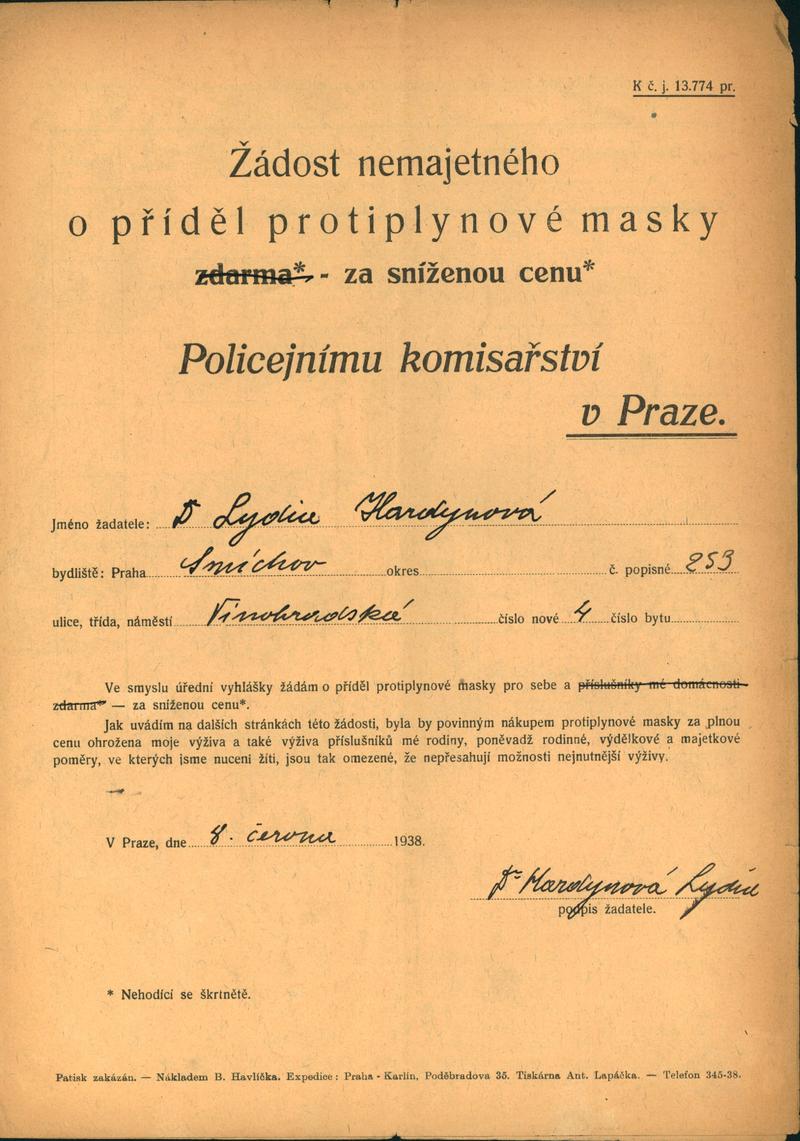 K č. j. 13.774 pr.
Žádost nemajetného
o příděl protiplynové masky
zdarma* - za sníženou cenu*
Policejnímu komisařství
v Praze.
Jméno žadatele: Dr Lydie Hardynová
bydliště: Praha Smíchov okres č. popisné 253
ulice, třída, náměstí Vinohradská číslo nové 4 číslo bytu
Ve smyslu úřední vyhlášky žádám o příděl protiplynové masky pro sebe a příslušníky mé domácnosti
zdarma* — za sniženou cenu*.
Jak uvádím na dalších stránkách této žádosti, byla by povinným nákupem protiplynové masky za plnou
cenu ohrožena moje výživa a také výživa příslušníků mé rodiny, poněvadž rodinné, výdělkové a majetkové
poměry, ve kterých jsme nuceni žíti, jsou tak omezené, že nepřesahují možnosti nejnutnější výživy.
V Praze, dne 8. června 1938.
Dr Hardynová Lydie
podpis žadatele.
* Nehodící se škrtnětě.
Patisk zakázán. — Nákladem B. Havlíčka. Expedice: Praha - Karlín, Poděbradova 35. Tiskárna Ant. Lapáčka. — Telefon 345-38.